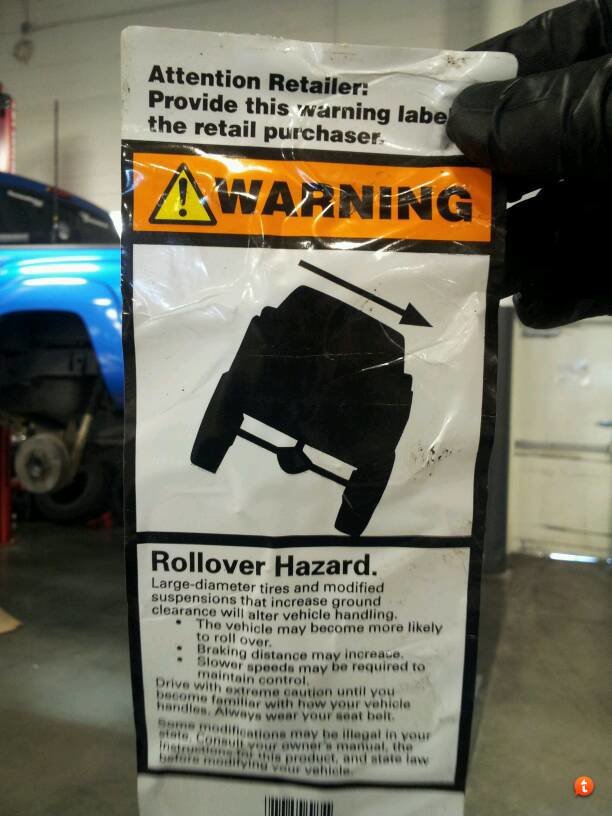 Attention Retailer:
Provide this warning labe
the retail purchaser.
WARNING
Rollover Hazard.
Large-diameter tires and modified
suspensions that increase ground
clearance will alter vehicle handling.
• The vehicle may become more likely
to roll over.
• Braking distance may increase.
• Slower speeds may be required to
maintain control.
Drive with extreme caution until you
become familiar with how your vehicle
handles. Always wear your seat belt.
Some modifications may be illegal in your
state. Consult your owner's manual, the
instructions for this product, and state law
before modifying your vehicle.